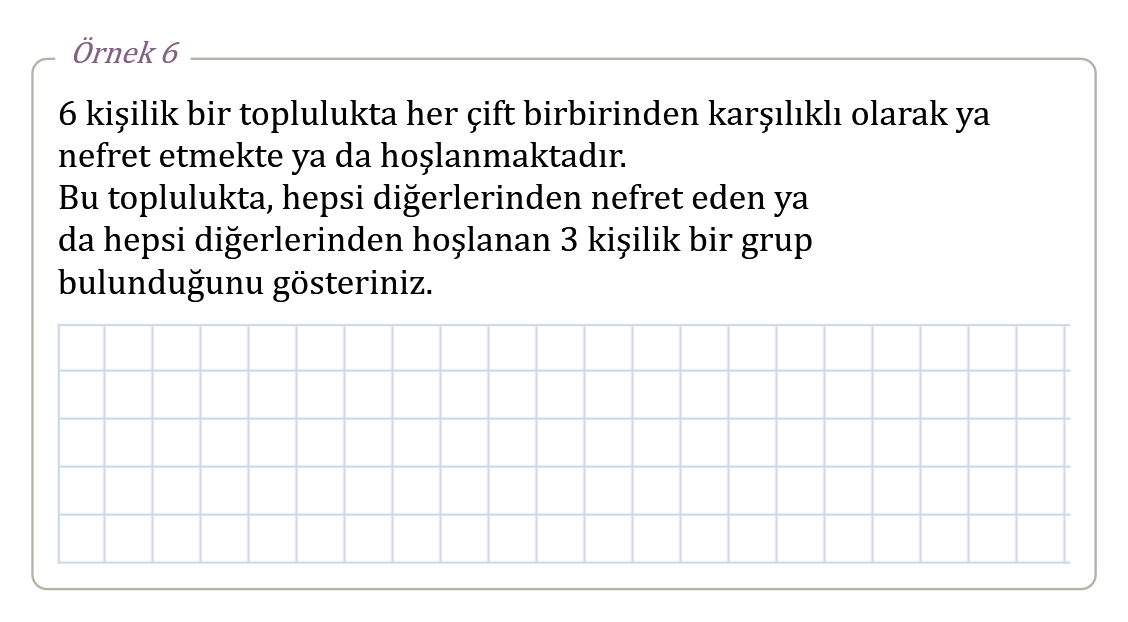 Örnek 6
6 kişilik bir toplulukta her çift birbirinden karşılıklı olarak ya
nefret etmekte ya da hoşlanmaktadır.
Bu toplulukta, hepsi diğerlerinden nefret eden ya
da hepsi diğerlerinden hoşlanan 3 kişilik bir grup
bulunduğunu gösteriniz.